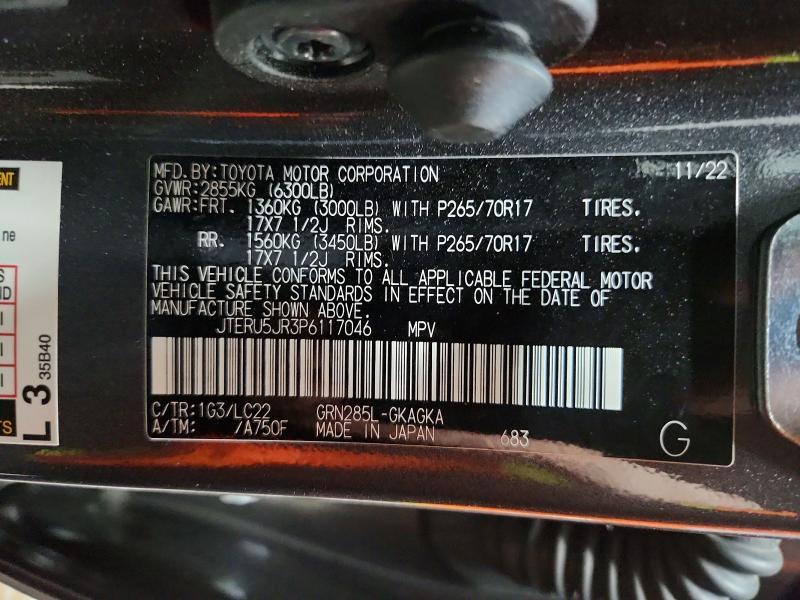 MFD. BY: TOYOTA MOTOR CORPORATION 11/22
GVWR: 2855KG (6300LB)
GAWR: FRT. 1360KG (3000LB) WITH P265/70R17 TIRES.
17X7 1/2J RIMS.
RR. 1560KG (3450LB) WITH P265/70R17 TIRES.
17X7 1/2J RIMS.
THIS VEHICLE CONFORMS TO ALL APPLICABLE FEDERAL MOTOR
VEHICLE SAFETY STANDARDS IN EFFECT ON THE DATE OF
MANUFACTURE SHOWN ABOVE.
JTERU5JR3P6117046 MPV
C/TR: 1G3/LC22 GRN285L-GKAGKA
A/TM: /A750F MADE IN JAPAN 683
G
L 3
35B40